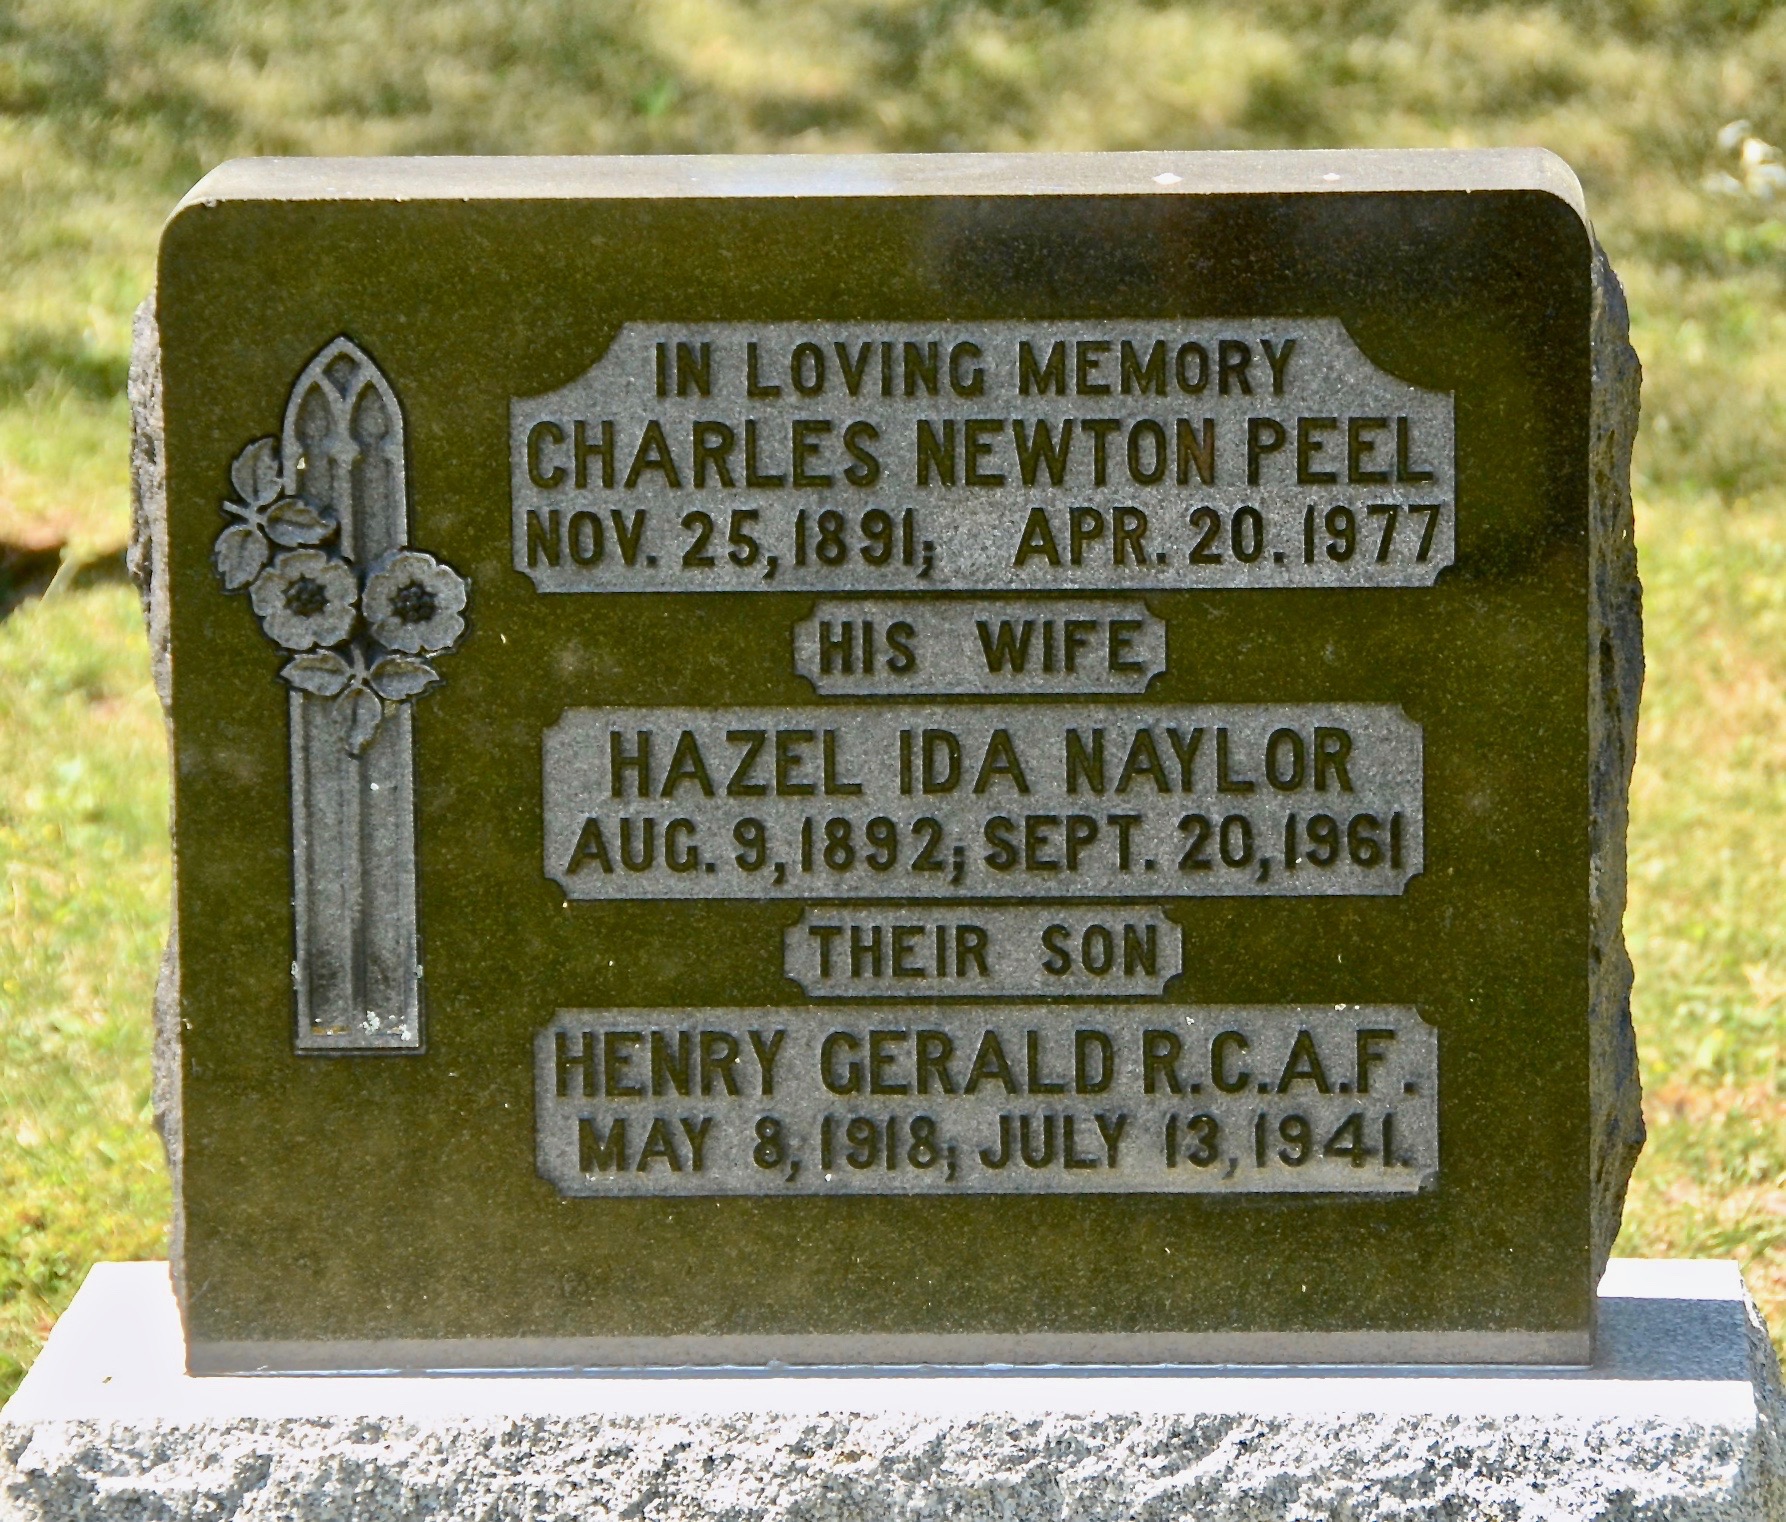 IN LOVING MEMORY
CHARLES NEWTON PEEL
NOV. 25, 1891; APR. 20. 1977
HIS WIFE
HAZEL IDA NAYLOR
AUG. 9, 1892; SEPT. 20, 1961
THEIR SON
HENRY GERALD R.C.A.F.
MAY 8, 1918; JULY 13, 1941.